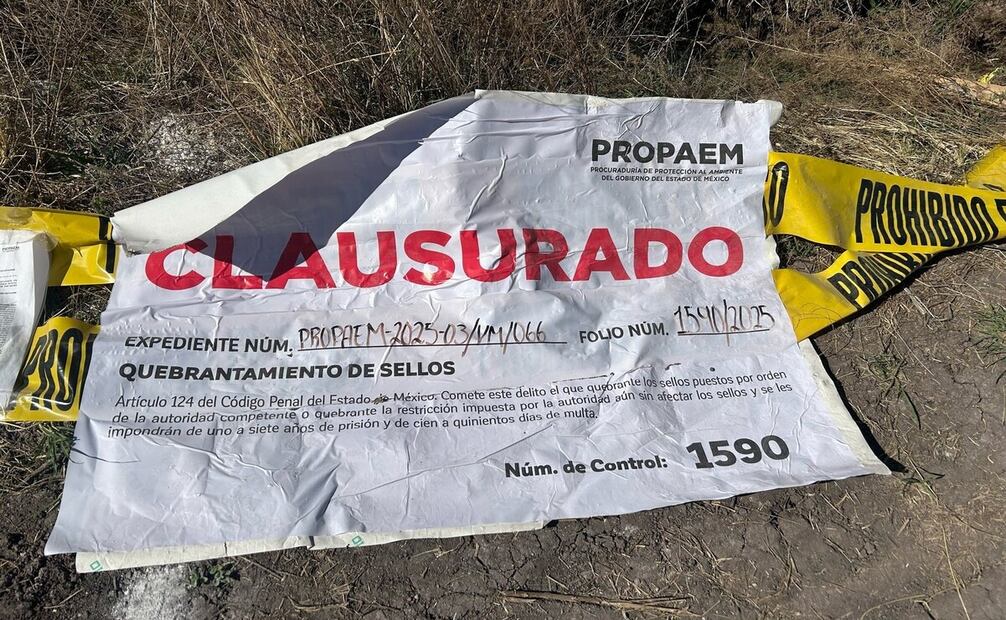 PROPAEM
PROCURADURÍA DE PROTECCIÓN AL AMBIENTE
DEL GOBIERNO DEL ESTADO DE MÉXICO
CLAUSURADO
EXPEDIENTE NÚM. PROPAEM-2025-03/VM/066 FOLIO NÚM. 1590/2025
QUEBRANTAMIENTO DE SELLOS
Artículo 124 del Código Penal del Estado de México. Comete este delito el que quebrante los sellos puestos por orden
de la autoridad competente o quebrante la restricción impuesta por la autoridad aún sin afectar los sellos y se les
impondrán de uno a siete años de prisión y de cien a quinientos días de multa.
Núm. de Control: 1590
PROHIBIDO